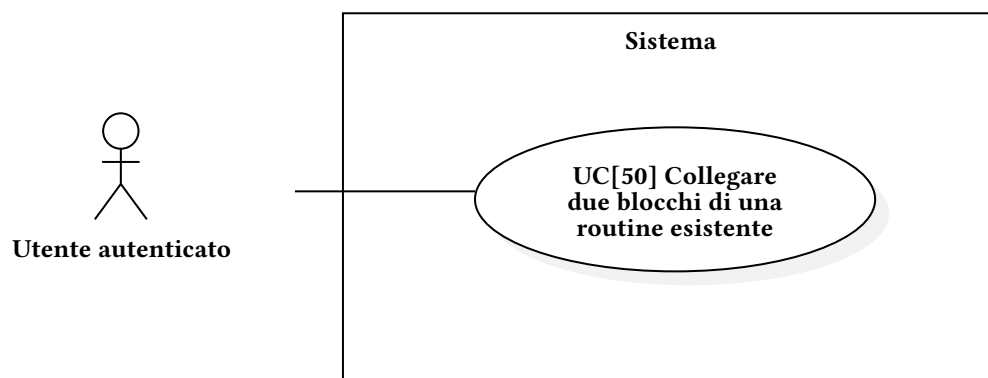 Sistema
UC[50] Collegare
due blocchi di una
routine esistente
Utente autenticato